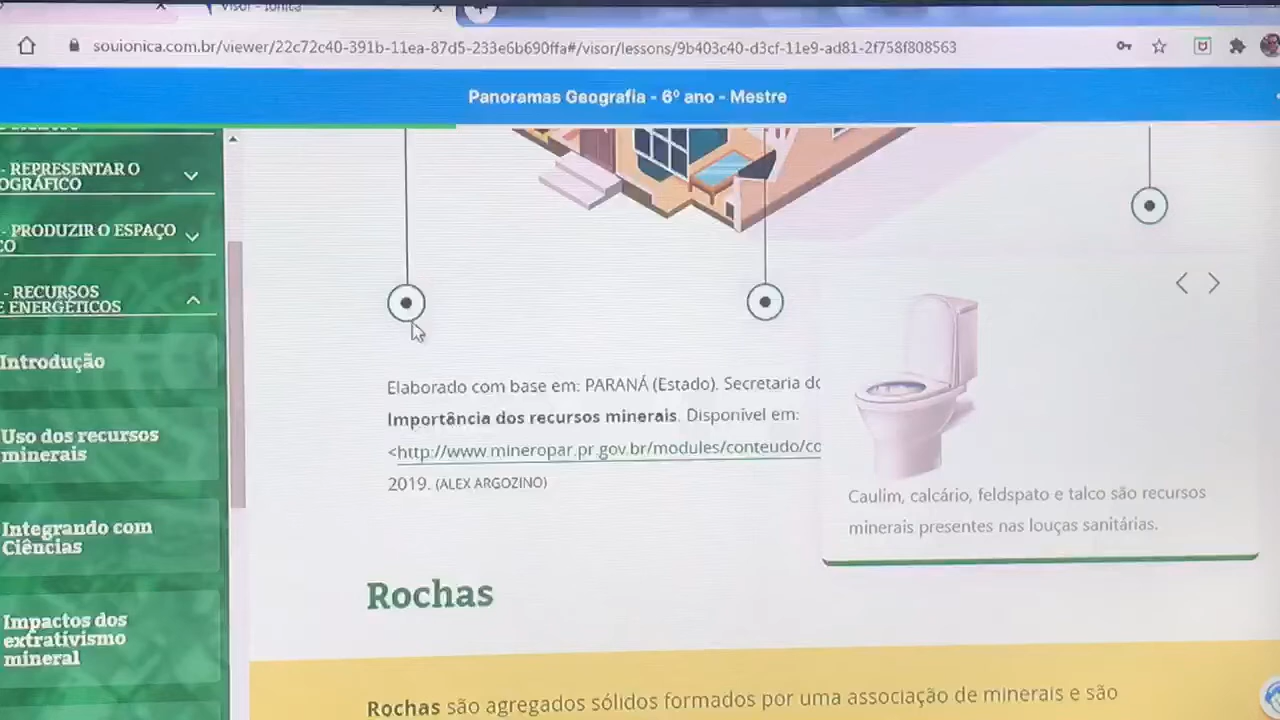 Visor - Ionica
souionica.com.br/viewer/22c72c40-391b-11ea-87d5-233e6b690ffa#/visor/lessons/9b403c40-d3cf-11e9-ad81-2f758f808563
Panoramas Geografia - 6º ano - Mestre
- REPRESENTAR O
OGRÁFICO
- PRODUZIR O ESPAÇO
CO
- RECURSOS
E ENERGÉTICOS
Introdução
Uso dos recursos
minerais
Integrando com
Ciências
Impactos dos
extrativismo
mineral
Elaborado com base em: PARANÁ (Estado). Secretaria do
Importância dos recursos minerais. Disponível em:
<http://www.mineropar.pr.gov.br/modules/conteudo/co
2019. (ALEX ARGOZINO)
Caulim, calcário, feldspato e talco são recursos
minerais presentes nas louças sanitárias.
Rochas
Rochas são agregados sólidos formados por uma associação de minerais e são